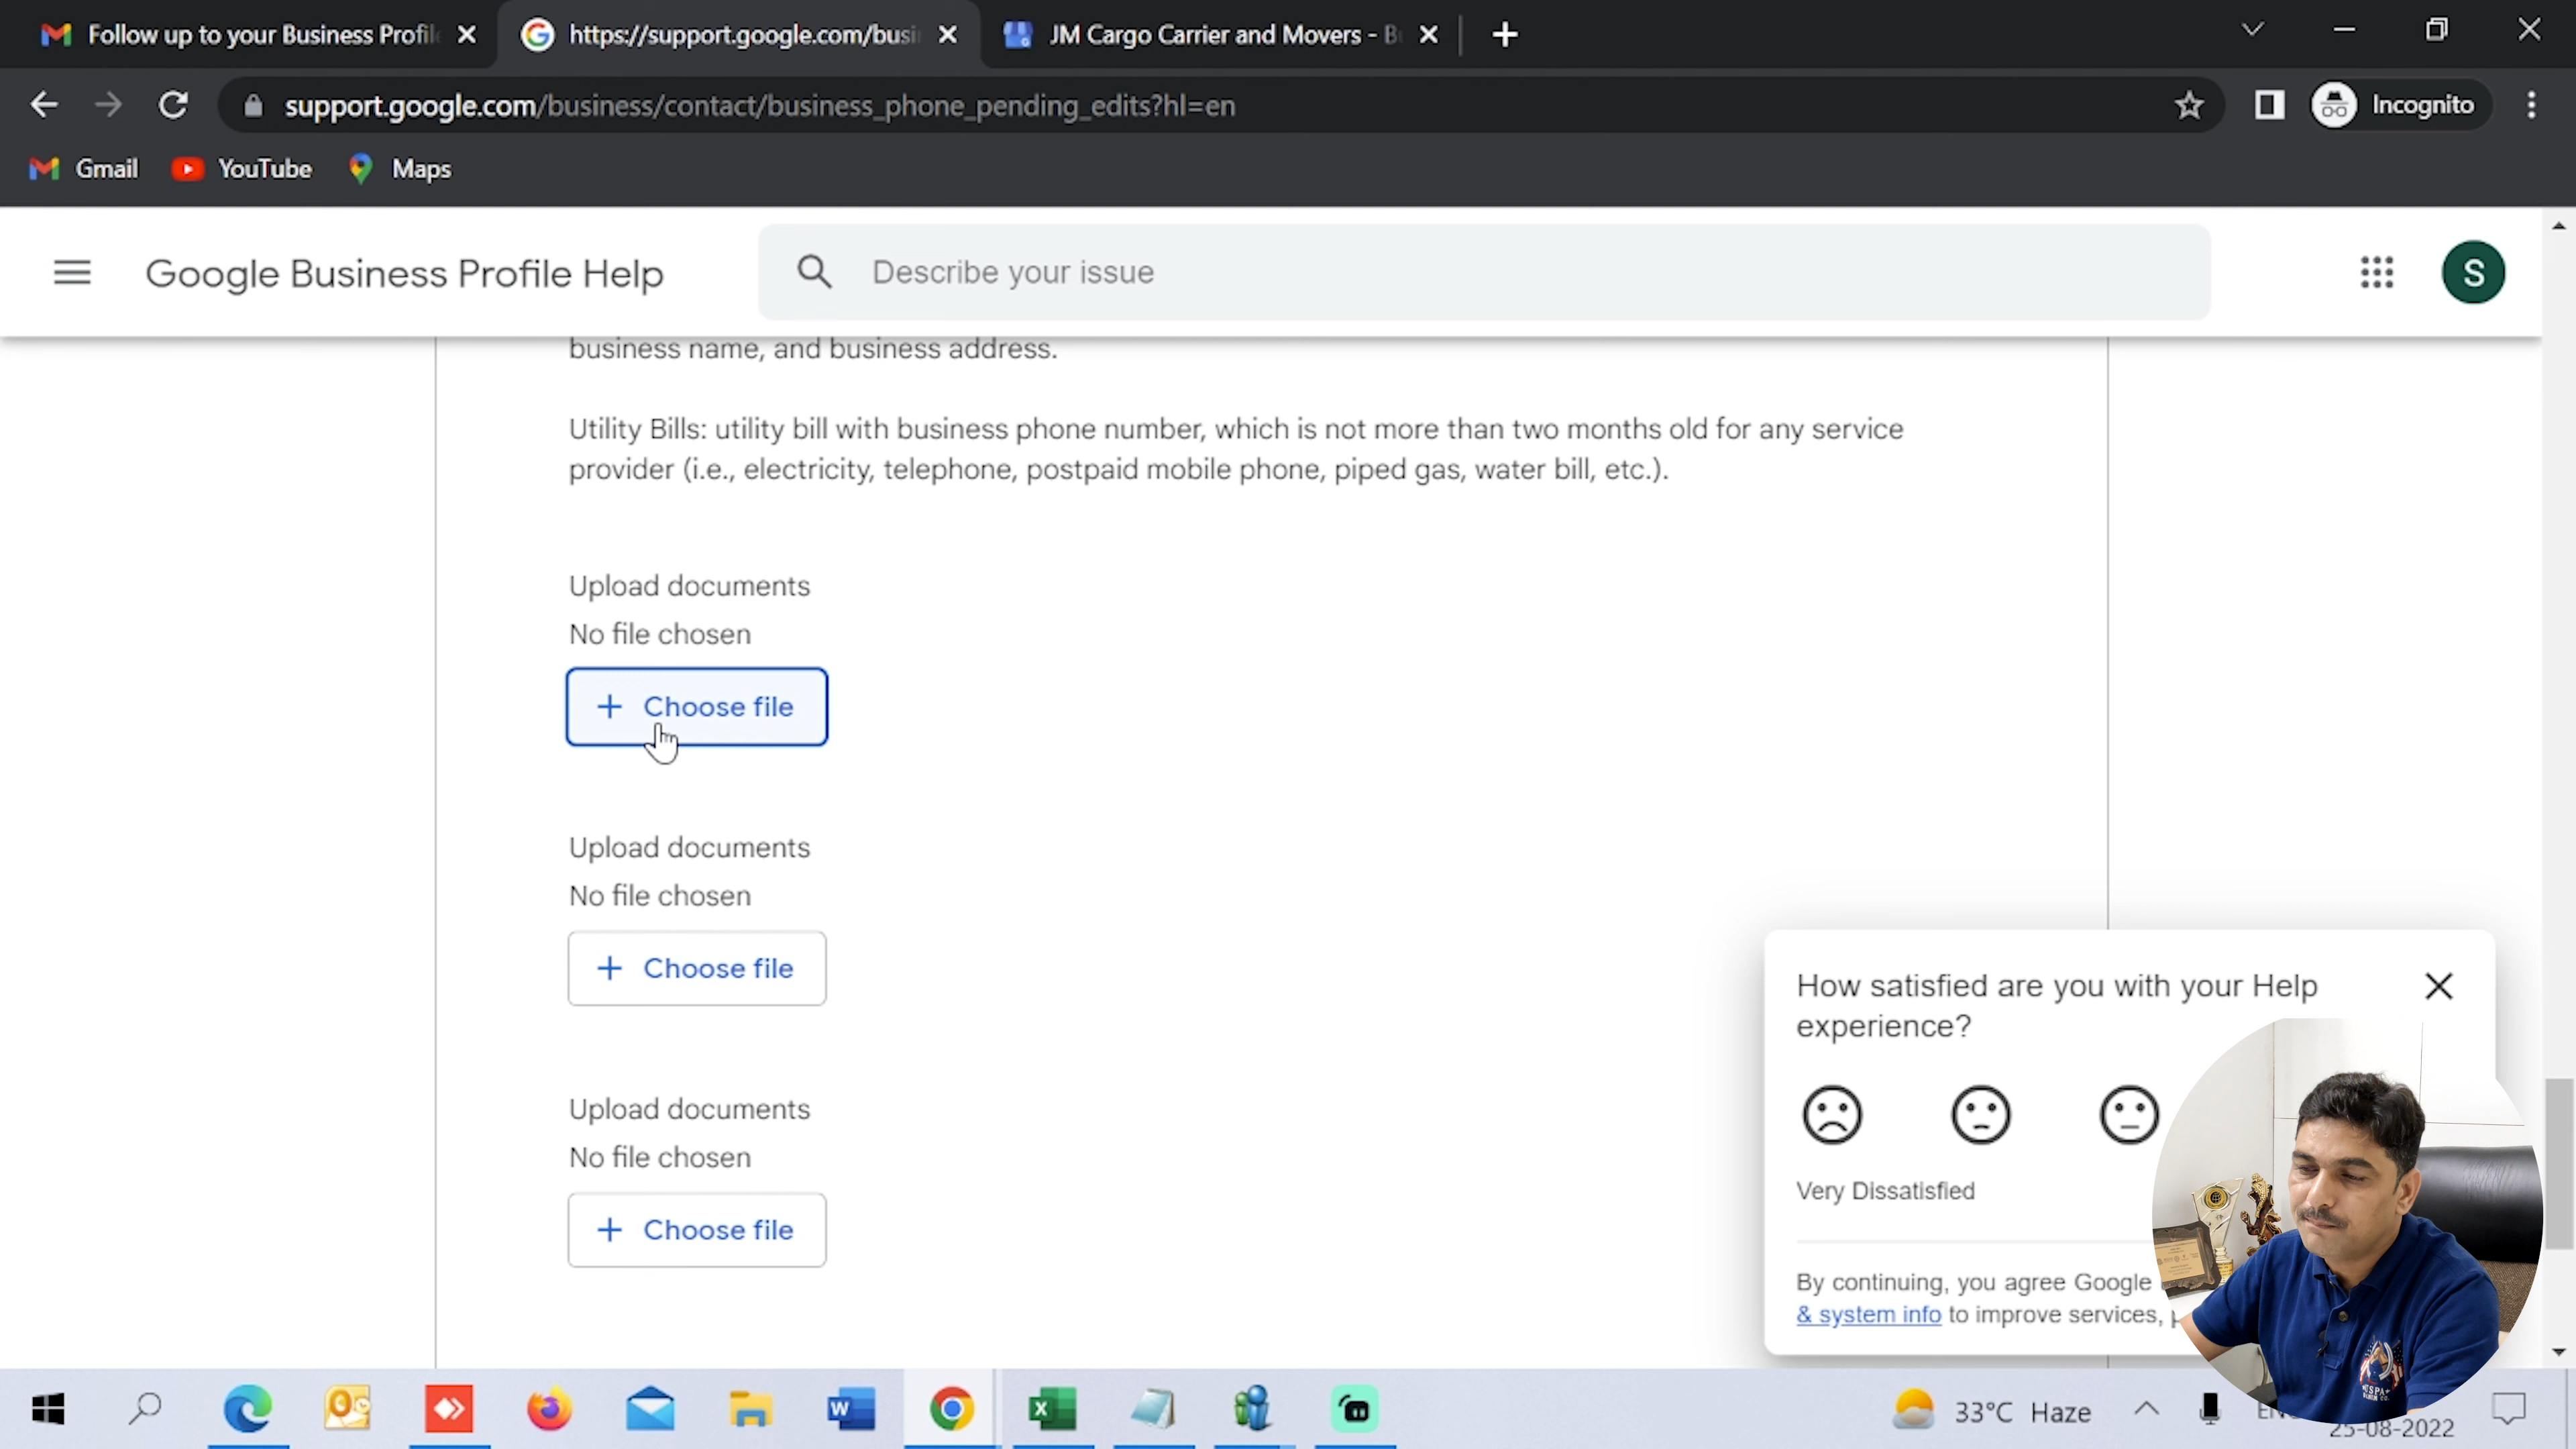 Follow up to your Business Profile
https://support.google.com/busi
JM Cargo Carrier and Movers - B
support.google.com/business/contact/business_phone_pending_edits?hl=en
Incognito
Gmail
YouTube
Maps
Google Business Profile Help
Describe your issue
S
business name, and business address.
Utility Bills: utility bill with business phone number, which is not more than two months old for any service
provider (i.e., electricity, telephone, postpaid mobile phone, piped gas, water bill, etc.).
Upload documents
No file chosen
+ Choose file
Upload documents
No file chosen
+ Choose file
Upload documents
No file chosen
+ Choose file
How satisfied are you with your Help
experience?
Very Dissatisfied
By continuing, you agree Google
& system info to improve services,
33°C Haze
25-08-2022